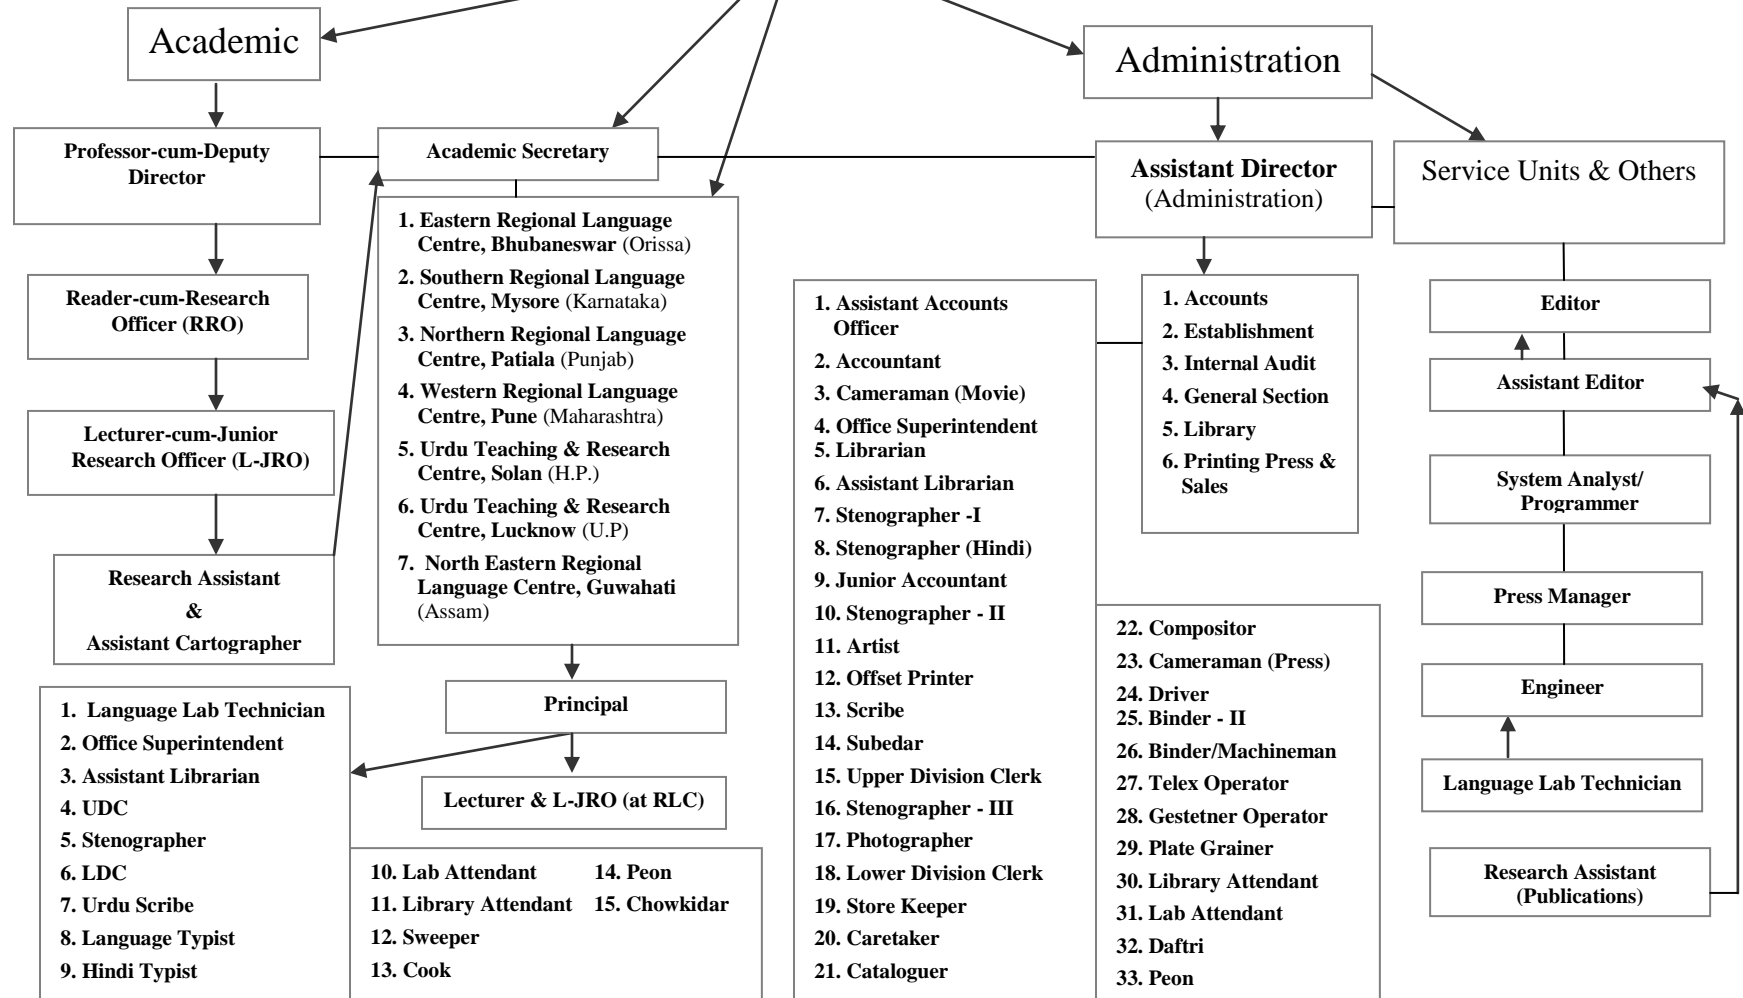 Academic
Administration
Professor-cum-Deputy
Director
Academic Secretary
Assistant Director
(Administration)
Service Units & Others
Reader-cum-Research
Officer (RRO)
Lecturer-cum-Junior
Research Officer (L-JRO)
Research Assistant
&
Assistant Cartographer
1. Eastern Regional Language
Centre, Bhubaneswar (Orissa)
2. Southern Regional Language
Centre, Mysore (Karnataka)
3. Northern Regional Language
Centre, Patiala (Punjab)
4. Western Regional Language
Centre, Pune (Maharashtra)
5. Urdu Teaching & Research
Centre, Solan (H.P.)
6. Urdu Teaching & Research
Centre, Lucknow (U.P)
7. North Eastern Regional
Language Centre, Guwahati
(Assam)
Principal
Lecturer & L-JRO (at RLC)
1. Language Lab Technician
2. Office Superintendent
3. Assistant Librarian
4. UDC
5. Stenographer
6. LDC
7. Urdu Scribe
8. Language Typist
9. Hindi Typist
10. Lab Attendant
11. Library Attendant
12. Sweeper
13. Cook
14. Peon
15. Chowkidar
1. Assistant Accounts
Officer
2. Accountant
3. Cameraman (Movie)
4. Office Superintendent
5. Librarian
6. Assistant Librarian
7. Stenographer -I
8. Stenographer (Hindi)
9. Junior Accountant
10. Stenographer - II
11. Artist
12. Offset Printer
13. Scribe
14. Subedar
15. Upper Division Clerk
16. Stenographer - III
17. Photographer
18. Lower Division Clerk
19. Store Keeper
20. Caretaker
21. Cataloguer
1. Accounts
2. Establishment
3. Internal Audit
4. General Section
5. Library
6. Printing Press &
Sales
22. Compositor
23. Cameraman (Press)
24. Driver
25. Binder - II
26. Binder/Machineman
27. Telex Operator
28. Gestetner Operator
29. Plate Grainer
30. Library Attendant
31. Lab Attendant
32. Daftri
33. Peon
Editor
Assistant Editor
System Analyst/
Programmer
Press Manager
Engineer
Language Lab Technician
Research Assistant
(Publications)